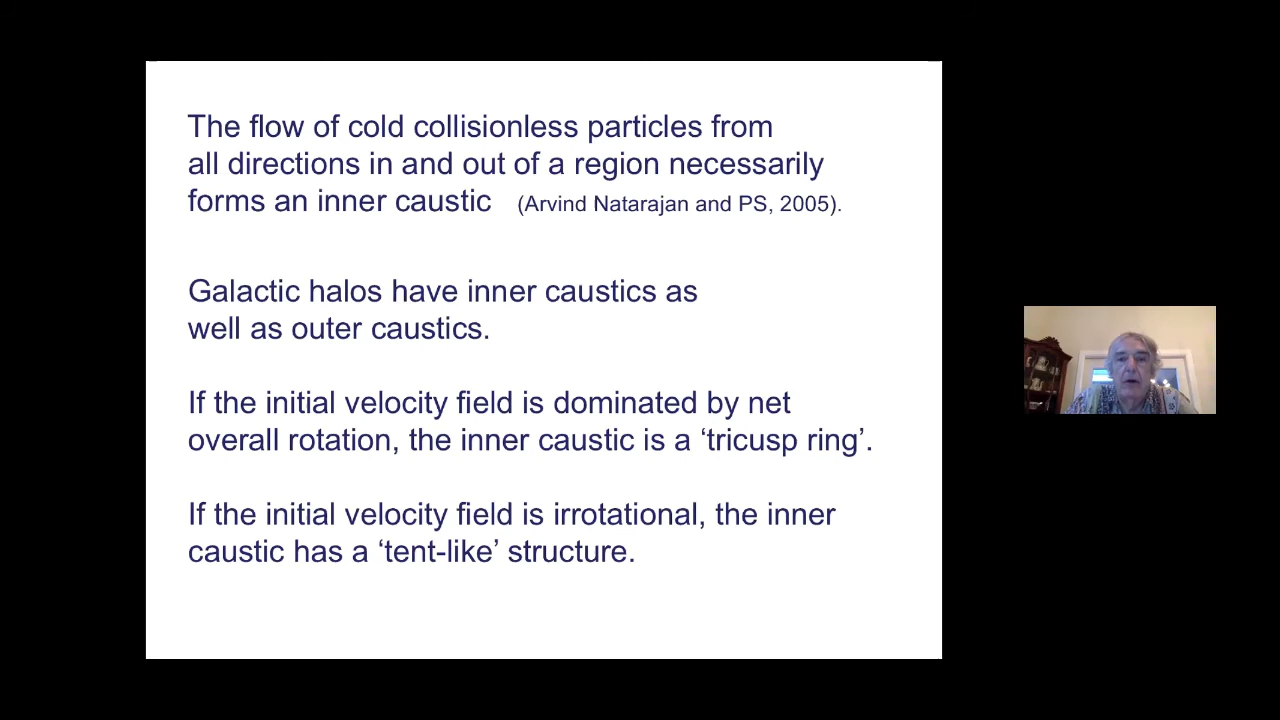 The flow of cold collisionless particles from
all directions in and out of a region necessarily
forms an inner caustic (Arvind Natarajan and PS, 2005).
Galactic halos have inner caustics as
well as outer caustics.
If the initial velocity field is dominated by net
overall rotation, the inner caustic is a ‘tricusp ring’.
If the initial velocity field is irrotational, the inner
caustic has a ‘tent-like’ structure.